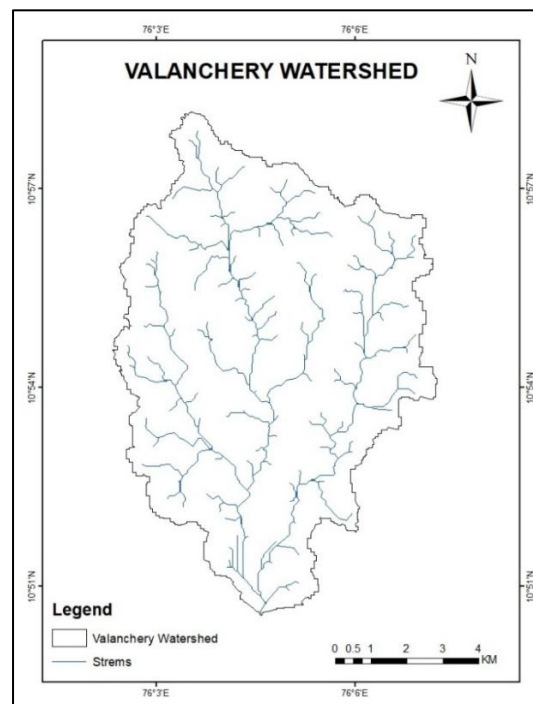 76°3'E 76°6'E
VALANCHERY WATERSHED
N
10°57'N 10°57'N
10°54'N 10°54'N
10°51'N 10°51'N
Legend
Valanchery Watershed
Strems
0 0.5 1 2 3 4
KM
76°3'E 76°6'E